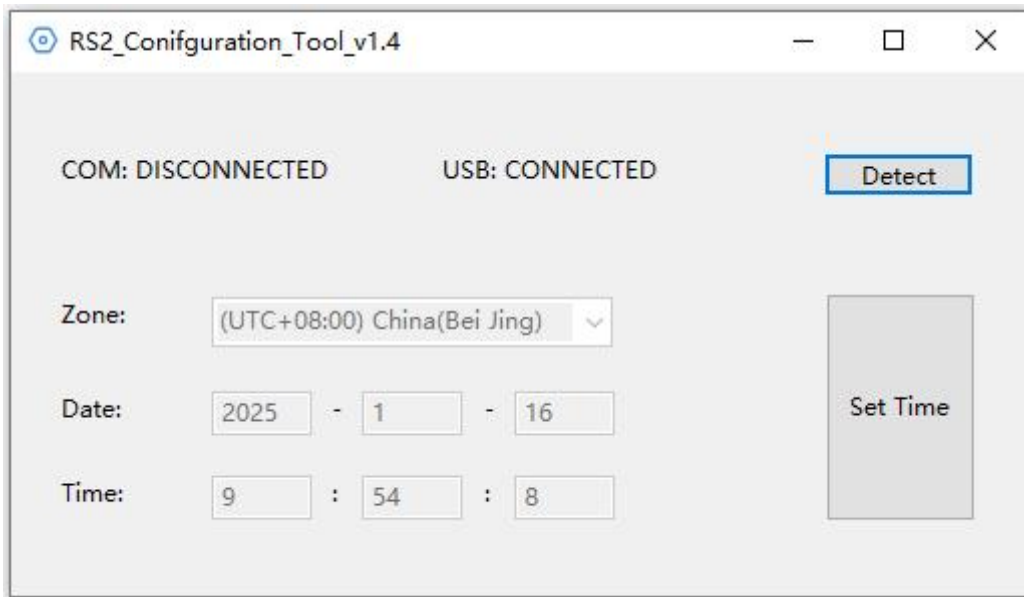 RS2_Conifguration_Tool_v1.4
COM: DISCONNECTED USB: CONNECTED Detect
Zone: (UTC+08:00) China(Bei Jing)
Date: 2025 - 1 - 16 Set Time
Time: 9 : 54 : 8